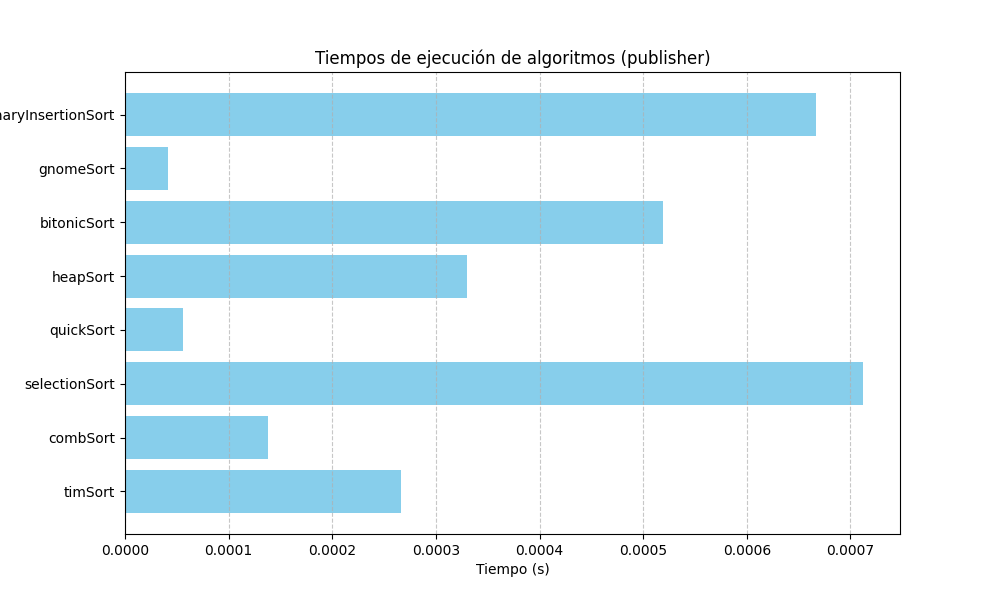 Tiempos de ejecución de algoritmos (publisher)
naryInsertionSort
gnomeSort
bitonicSort
heapSort
quickSort
selectionSort
combSort
timSort
0.0000 0.0001 0.0002 0.0003 0.0004 0.0005 0.0006 0.0007
Tiempo (s)